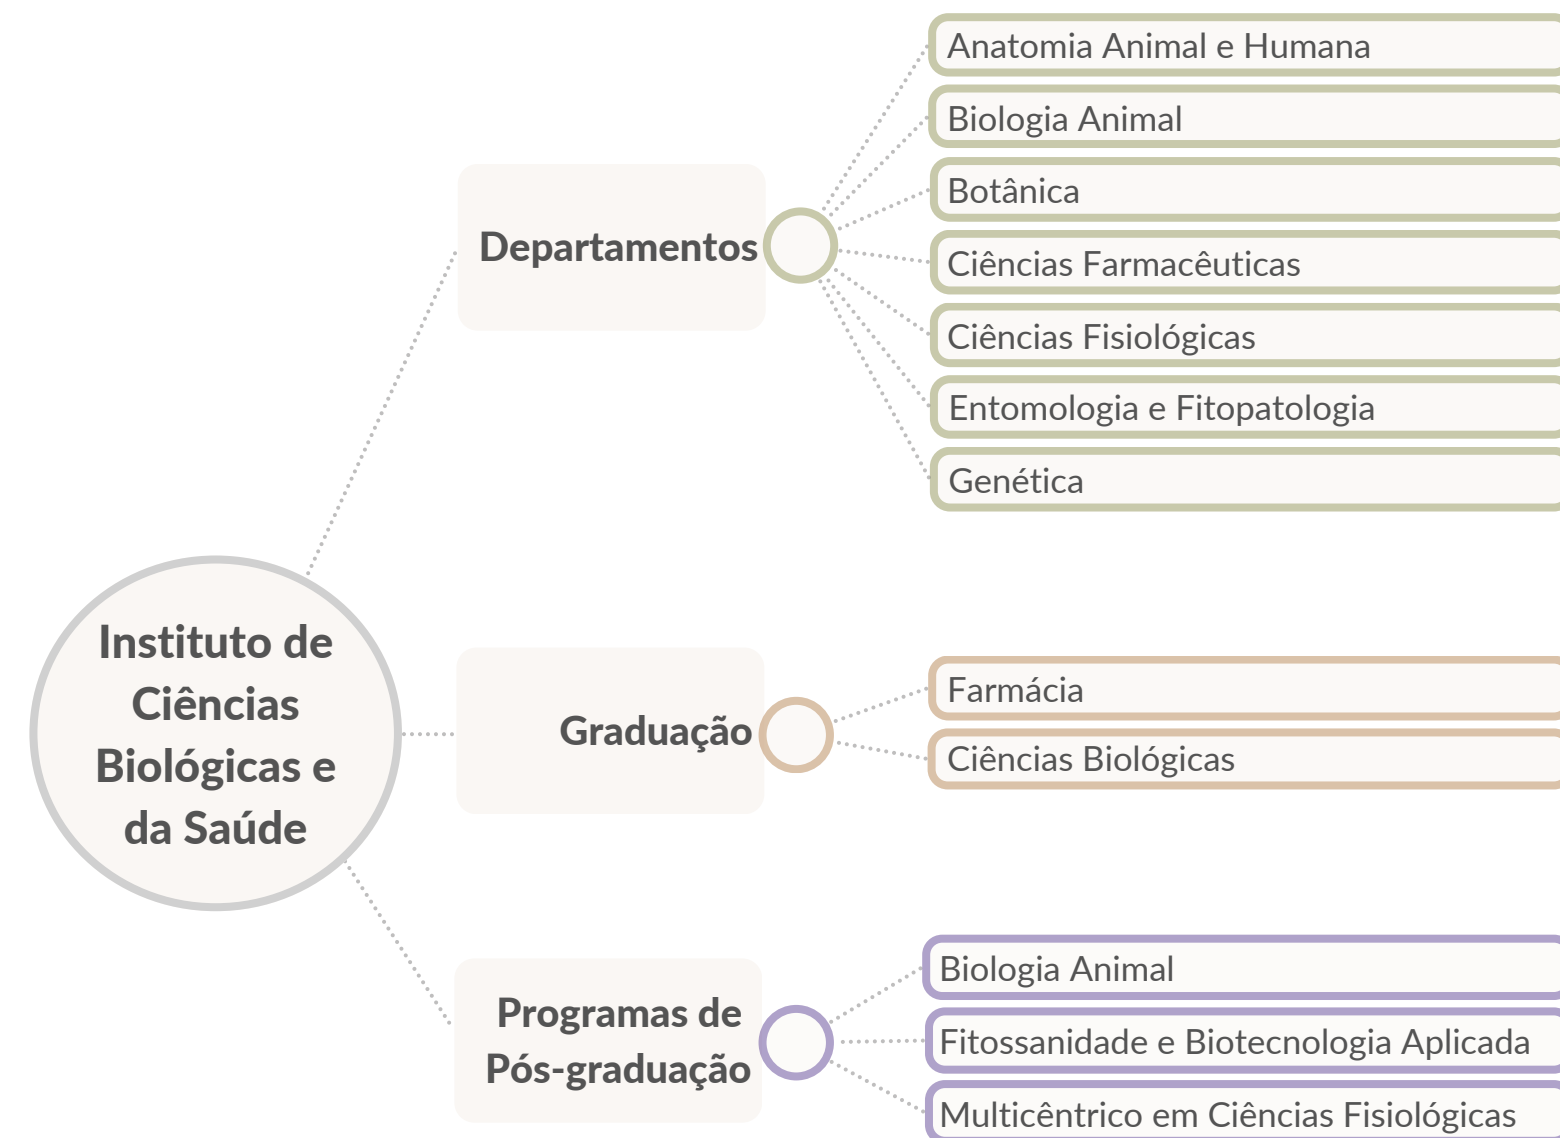 Instituto de
Ciências
Biológicas e
da Saúde
Departamentos
Anatomia Animal e Humana
Biologia Animal
Botânica
Ciências Farmacêuticas
Ciências Fisiológicas
Entomologia e Fitopatologia
Genética
Graduação
Farmácia
Ciências Biológicas
Programas de
Pós-graduação
Biologia Animal
Fitossanidade e Biotecnologia Aplicada
Multicêntrico em Ciências Fisiológicas